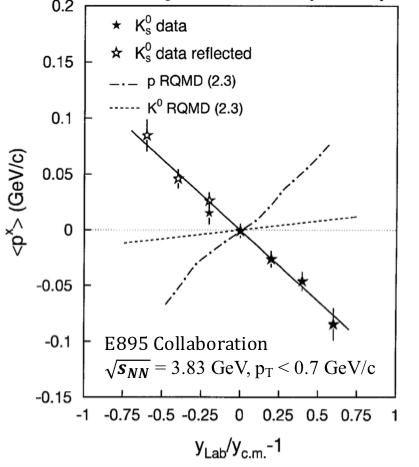 0.2
K⁰ₛ data
K⁰ₛ data reflected
0.15
p RQMD (2.3)
K⁰ RQMD (2.3)
0.1
0.05
0
-0.05
-0.1
-0.15
<pˣ> (GeV/c)
E895 Collaboration
√sNN = 3.83 GeV, pT < 0.7 GeV/c
-1 -0.75 -0.5 -0.25 0 0.25 0.5 0.75 1
yLab/yc.m.-1